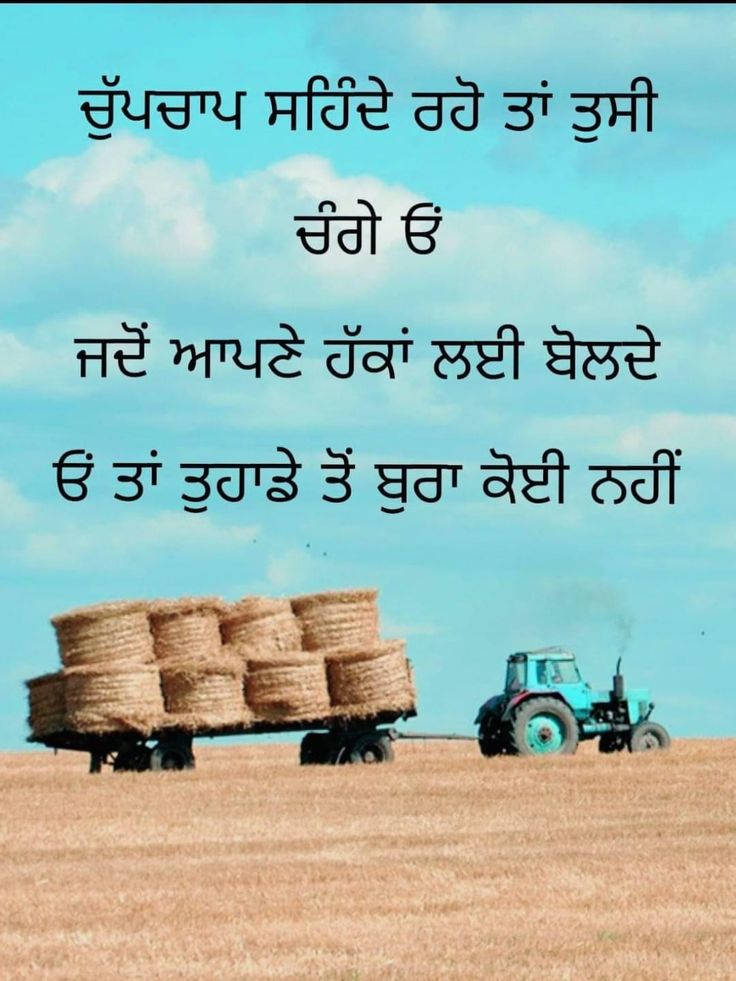 ਚੁੱਪਚਾਪ ਸਹਿੰਦੇ ਰਹੋ ਤਾਂ ਤੁਸੀ
ਚੰਗੇ ਓਂ
ਜਦੋਂ ਆਪਣੇ ਹੱਕਾਂ ਲਈ ਬੋਲਦੇ
ਓਂ ਤਾਂ ਤੁਹਾਡੇ ਤੋਂ ਬੁਰਾ ਕੋਈ ਨਹੀਂ